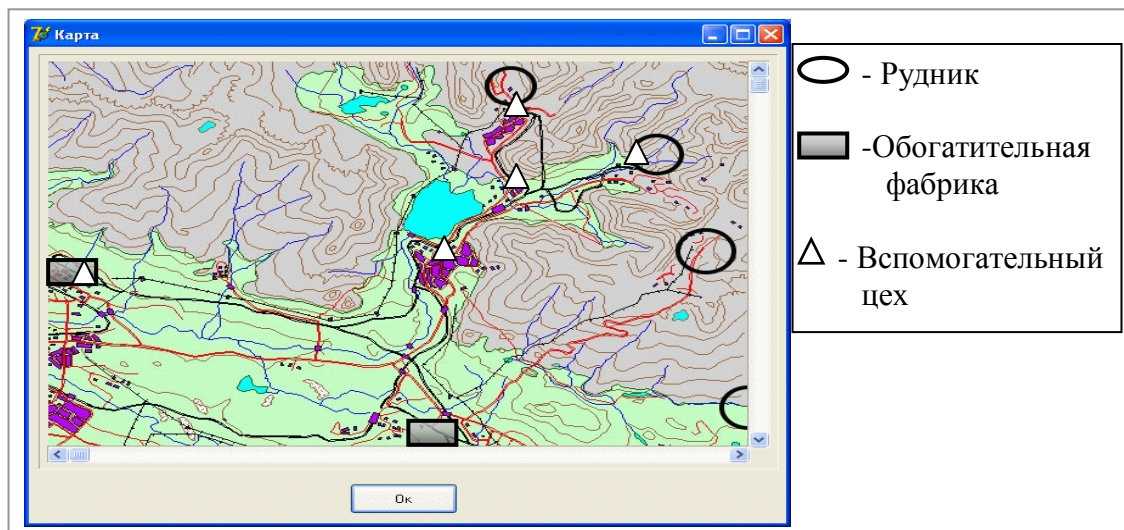 Карта
- Рудник
-Обогатительная
фабрика
- Вспомогательный
цех
Ок